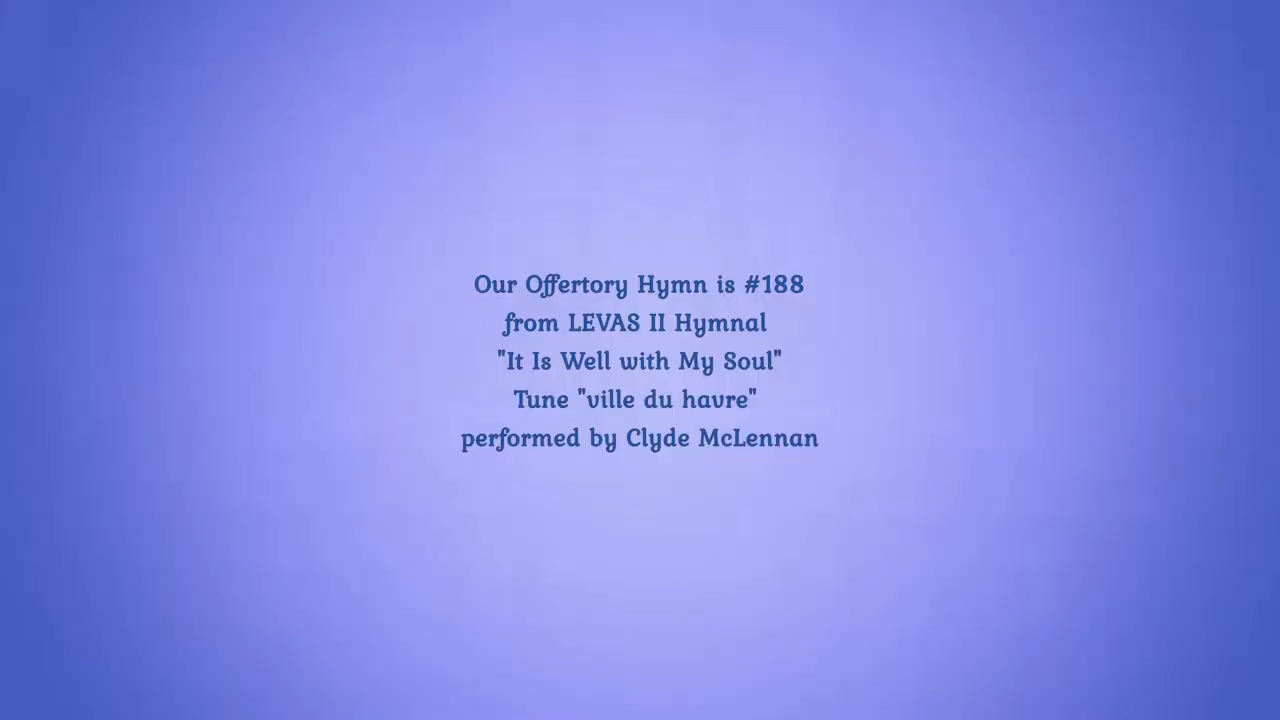 Our Offertory Hymn is #188
from LEVAS II Hymnal
"It Is Well with My Soul"
Tune "ville du havre"
performed by Clyde McLennan